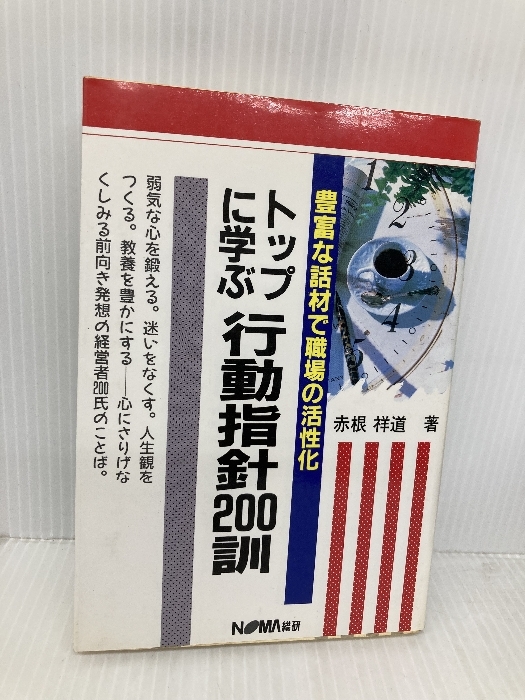 豊富な話材で職場の活性化
赤根 祥道 著
トップに学ぶ
行動指針200訓
弱気な心を鍛える。迷いをなくす。人生観を
つくる。教養を豊かにする――心にさりげな
くしみる前向き発想の経営者200氏のことば。
1
2
3
4
NOMA総研